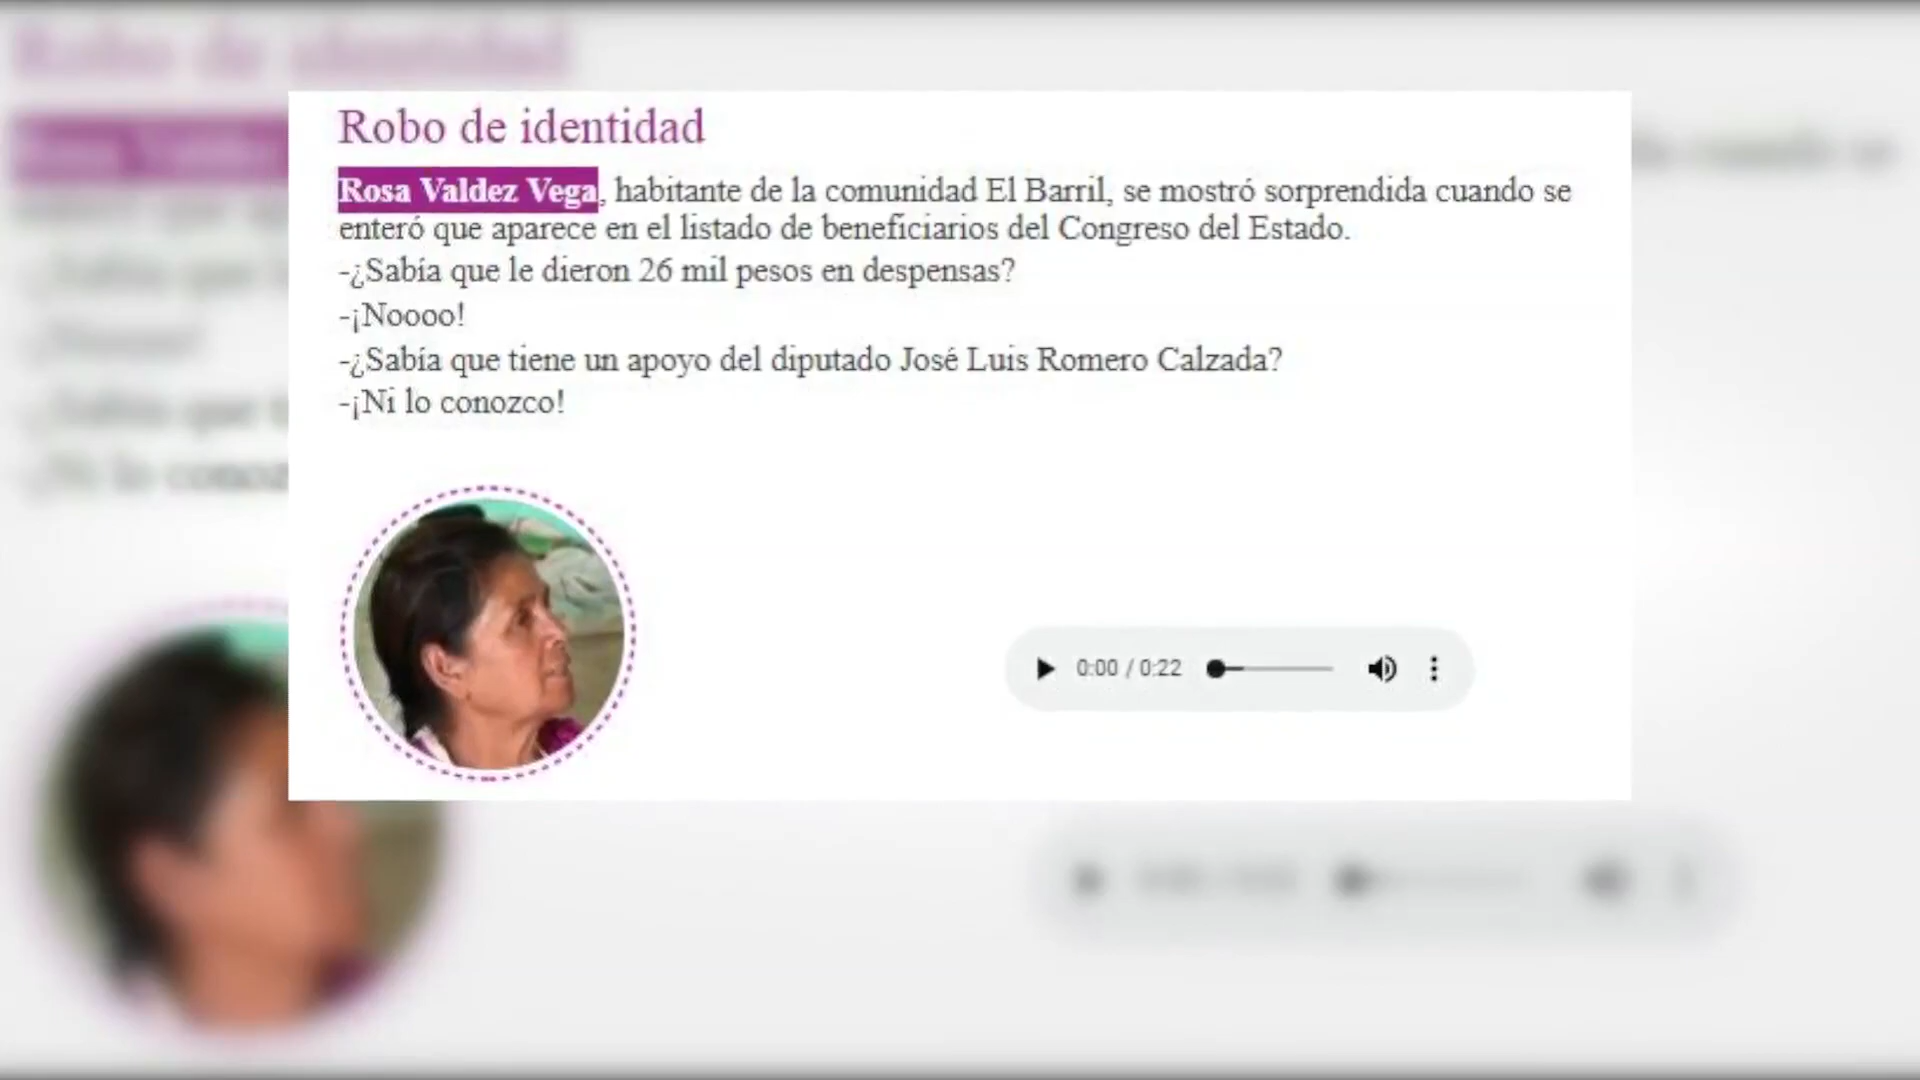 Robo de identidad
Rosa Valdez Vega, habitante de la comunidad El Barril, se mostró sorprendida cuando se
enteró que aparece en el listado de beneficiarios del Congreso del Estado.
-¿Sabía que le dieron 26 mil pesos en despensas?
-¡Noooo!
-¿Sabía que tiene un apoyo del diputado José Luis Romero Calzada?
-¡Ni lo conozco!
0:00 / 0:22